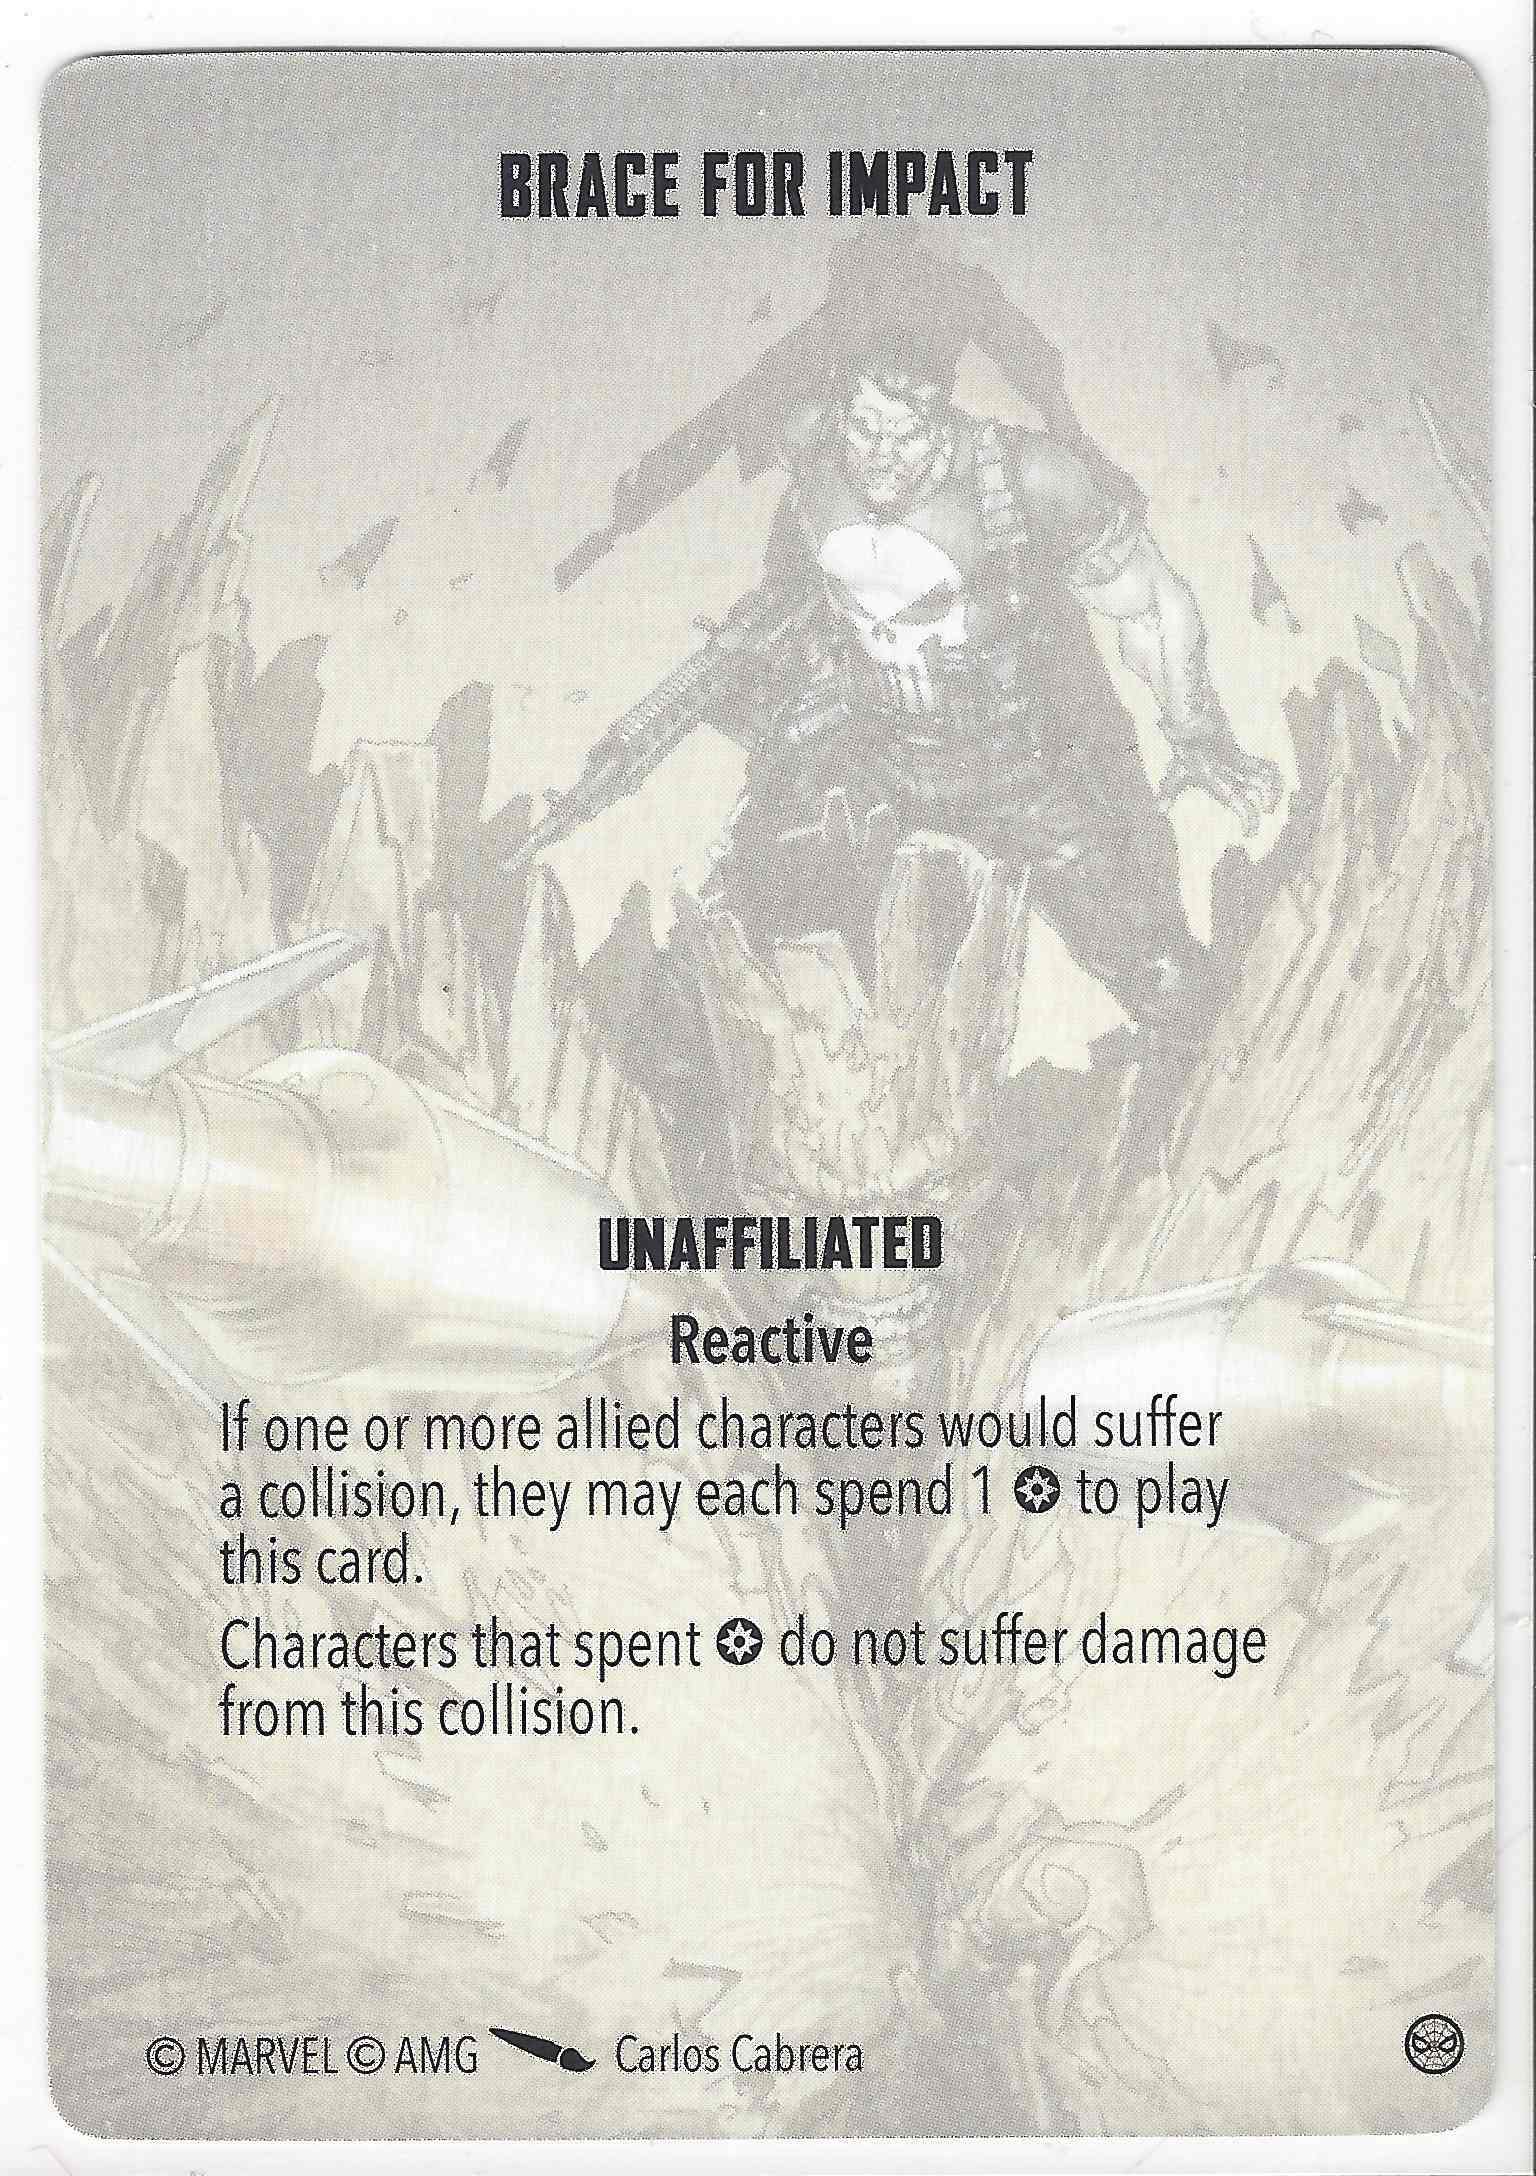 BRACE FOR IMPACT
UNAFFILIATED
Reactive
If one or more allied characters would suffer
a collision, they may each spend 1 to play
this card.
Characters that spent do not suffer damage
from this collision.
© MARVEL © AMG Carlos Cabrera